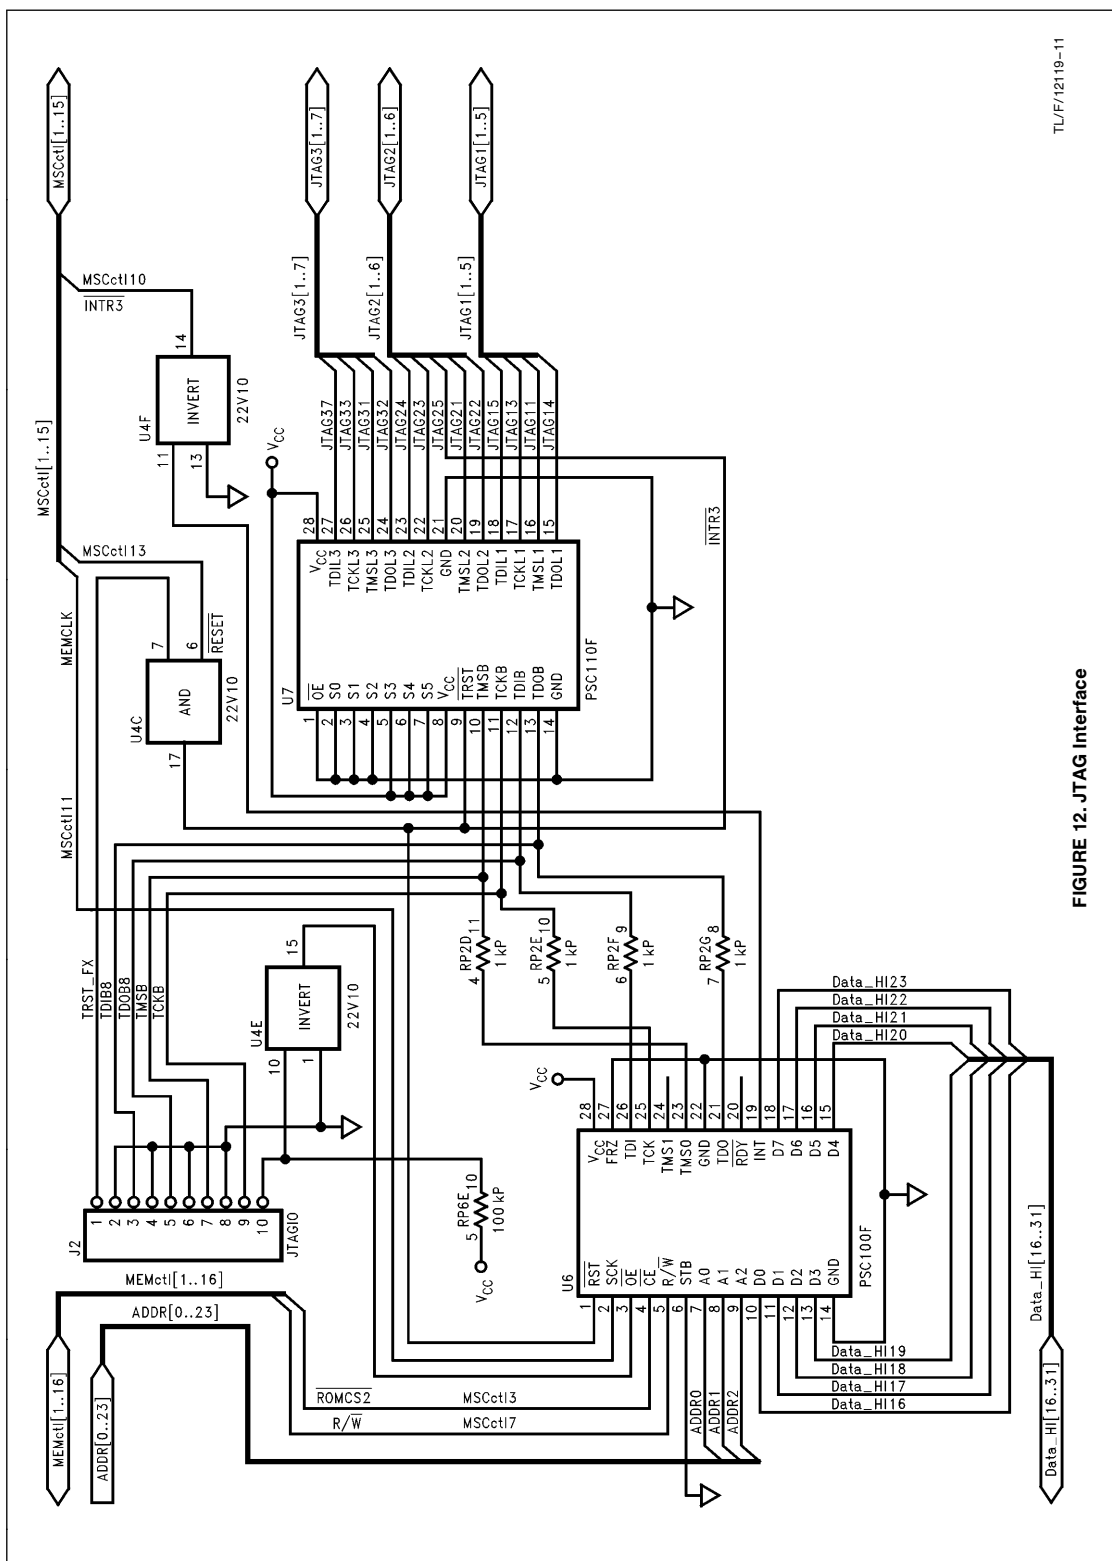 MEMctl[1..16]
ADDR[0..23]
MEMctl[1..16]
ADDR[0..23]
J2
JTAGIO
1
2
3
4
5
6
7
8
9
10
TRST_FX
TDIB8
TDOB8
TMSB
TCKB
MSCctl11
MEMCLK
U4E
INVERT
22V10
10
1
15
V_CC
5
RP6E
10
100 kP
U4C
AND
22V10
17
7
6
RESET
MSCctl13
MSCctl[1..15]
U4F
INVERT
22V10
11
13
14
MSCctl10
INTR3
MSCctl[1..15]
ROMCS2
MSCctl3
R/W
MSCctl7
ADDR0
ADDR1
ADDR2
U6
PSC100F
1 RST
2 SCK
3 OE
4 CE
5 R/W
6 STB
7 A0
8 A1
9 A2
10 D0
11 D1
12 D2
13 D3
14 GND
V_CC 28
FRZ 27
TDI 26
TCK 25
TMS1 24
TMS0 23
GND 22
TDO 21
RDY 20
INT 19
D7 18
D6 17
D5 16
D4 15
V_CC
4
RP2D
11
1 kP
5
RP2E
10
1 kP
6
RP2F
9
1 kP
7
RP2G
8
1 kP
Data_HI19
Data_HI18
Data_HI17
Data_HI16
Data_HI23
Data_HI22
Data_HI21
Data_HI20
Data_HI[16..31]
Data_HI[16..31]
U7
PSC110F
1 OE
2 S0
3 S1
4 S2
5 S3
6 S4
7 S5
8 V_CC
9 TRST
10 TMSB
11 TCKB
12 TDIB
13 TDOB
14 GND
V_CC 28
TDIL3 27
TCKL3 26
TMSL3 25
TDOL3 24
TDIL2 23
TCKL2 22
GND 21
TMSL2 20
TDOL2 19
TDIL1 18
TCKL1 17
TMSL1 16
TDOL1 15
V_CC
JTAG37
JTAG33
JTAG31
JTAG32
JTAG24
JTAG23
JTAG25
JTAG21
JTAG22
JTAG15
JTAG13
JTAG11
JTAG14
INTR3
JTAG3[1..7]
JTAG2[1..6]
JTAG1[1..5]
JTAG3[1..7]
JTAG2[1..6]
JTAG1[1..5]
TL/F/12119–11
FIGURE 12. JTAG Interface